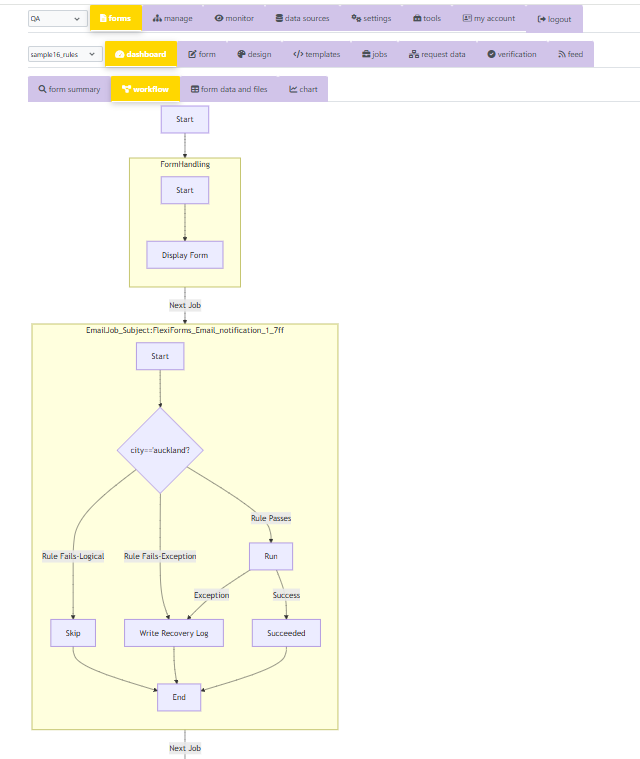 QA forms manage monitor data sources settings tools my account logout
sample16_rules dashboard form design templates jobs request data verification feed
form summary workflow form data and files chart
Start
FormHandling
Start
Display Form
Next Job
EmailJob_Subject:FlexiForms_Email_notification_1_7ff
Start
city=='auckland'?
Rule Passes
Rule Fails-Logical Rule Fails-Exception Run
Exception Success
Skip Write Recovery Log Succeeded
End
Next Job